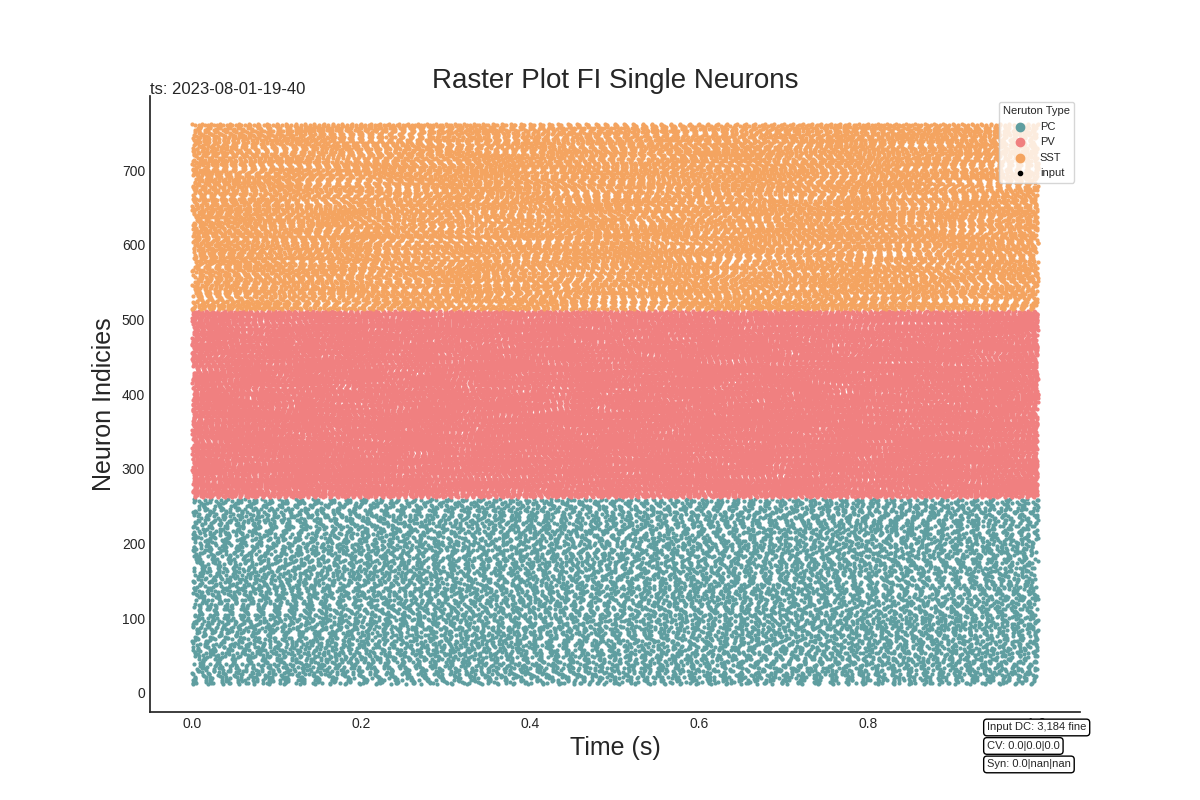 Raster Plot FI Single Neurons
ts: 2023-08-01-19-40
Neruton Type
PC
PV
SST
input
Neuron Indicies
700
600
500
400
300
200
100
0
0.0 0.2 0.4 0.6 0.8
Time (s)
Input DC: 3,184 fine
CV: 0.0|0.0|0.0
Syn: 0.0|nan|nan